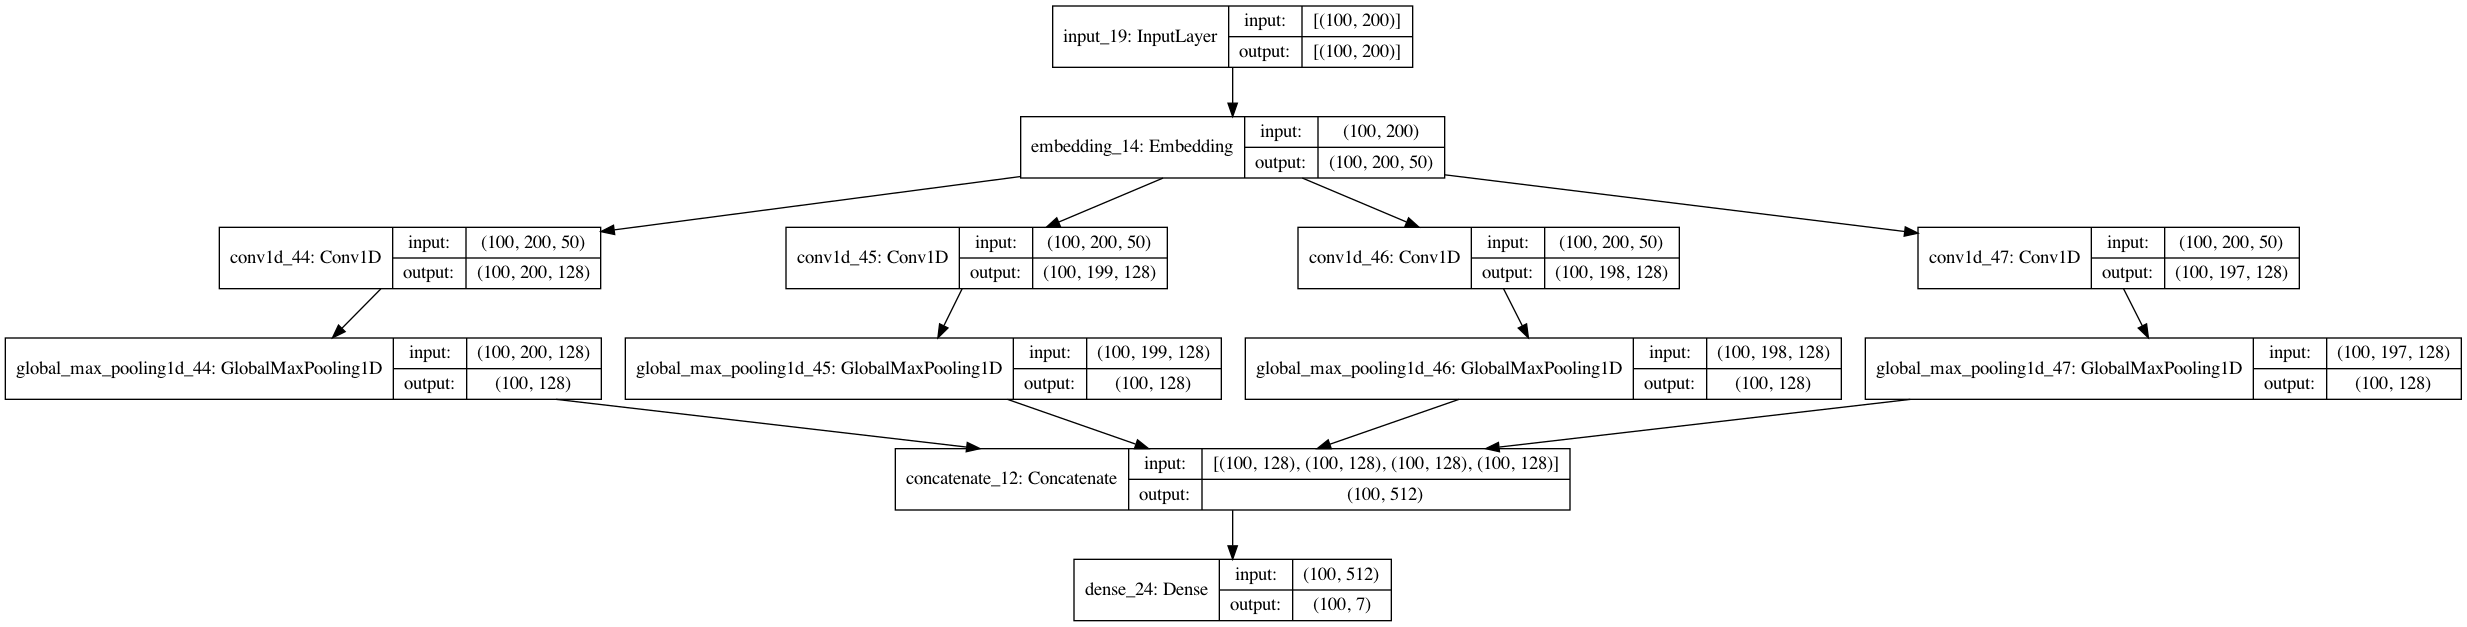 input_19: InputLayer
input: [(100, 200)]
output: [(100, 200)]
embedding_14: Embedding
input: (100, 200)
output: (100, 200, 50)
conv1d_44: Conv1D
input: (100, 200, 50)
output: (100, 200, 128)
conv1d_45: Conv1D
input: (100, 200, 50)
output: (100, 199, 128)
conv1d_46: Conv1D
input: (100, 200, 50)
output: (100, 198, 128)
conv1d_47: Conv1D
input: (100, 200, 50)
output: (100, 197, 128)
global_max_pooling1d_44: GlobalMaxPooling1D
input: (100, 200, 128)
output: (100, 128)
global_max_pooling1d_45: GlobalMaxPooling1D
input: (100, 199, 128)
output: (100, 128)
global_max_pooling1d_46: GlobalMaxPooling1D
input: (100, 198, 128)
output: (100, 128)
global_max_pooling1d_47: GlobalMaxPooling1D
input: (100, 197, 128)
output: (100, 128)
concatenate_12: Concatenate
input: [(100, 128), (100, 128), (100, 128), (100, 128)]
output: (100, 512)
dense_24: Dense
input: (100, 512)
output: (100, 7)